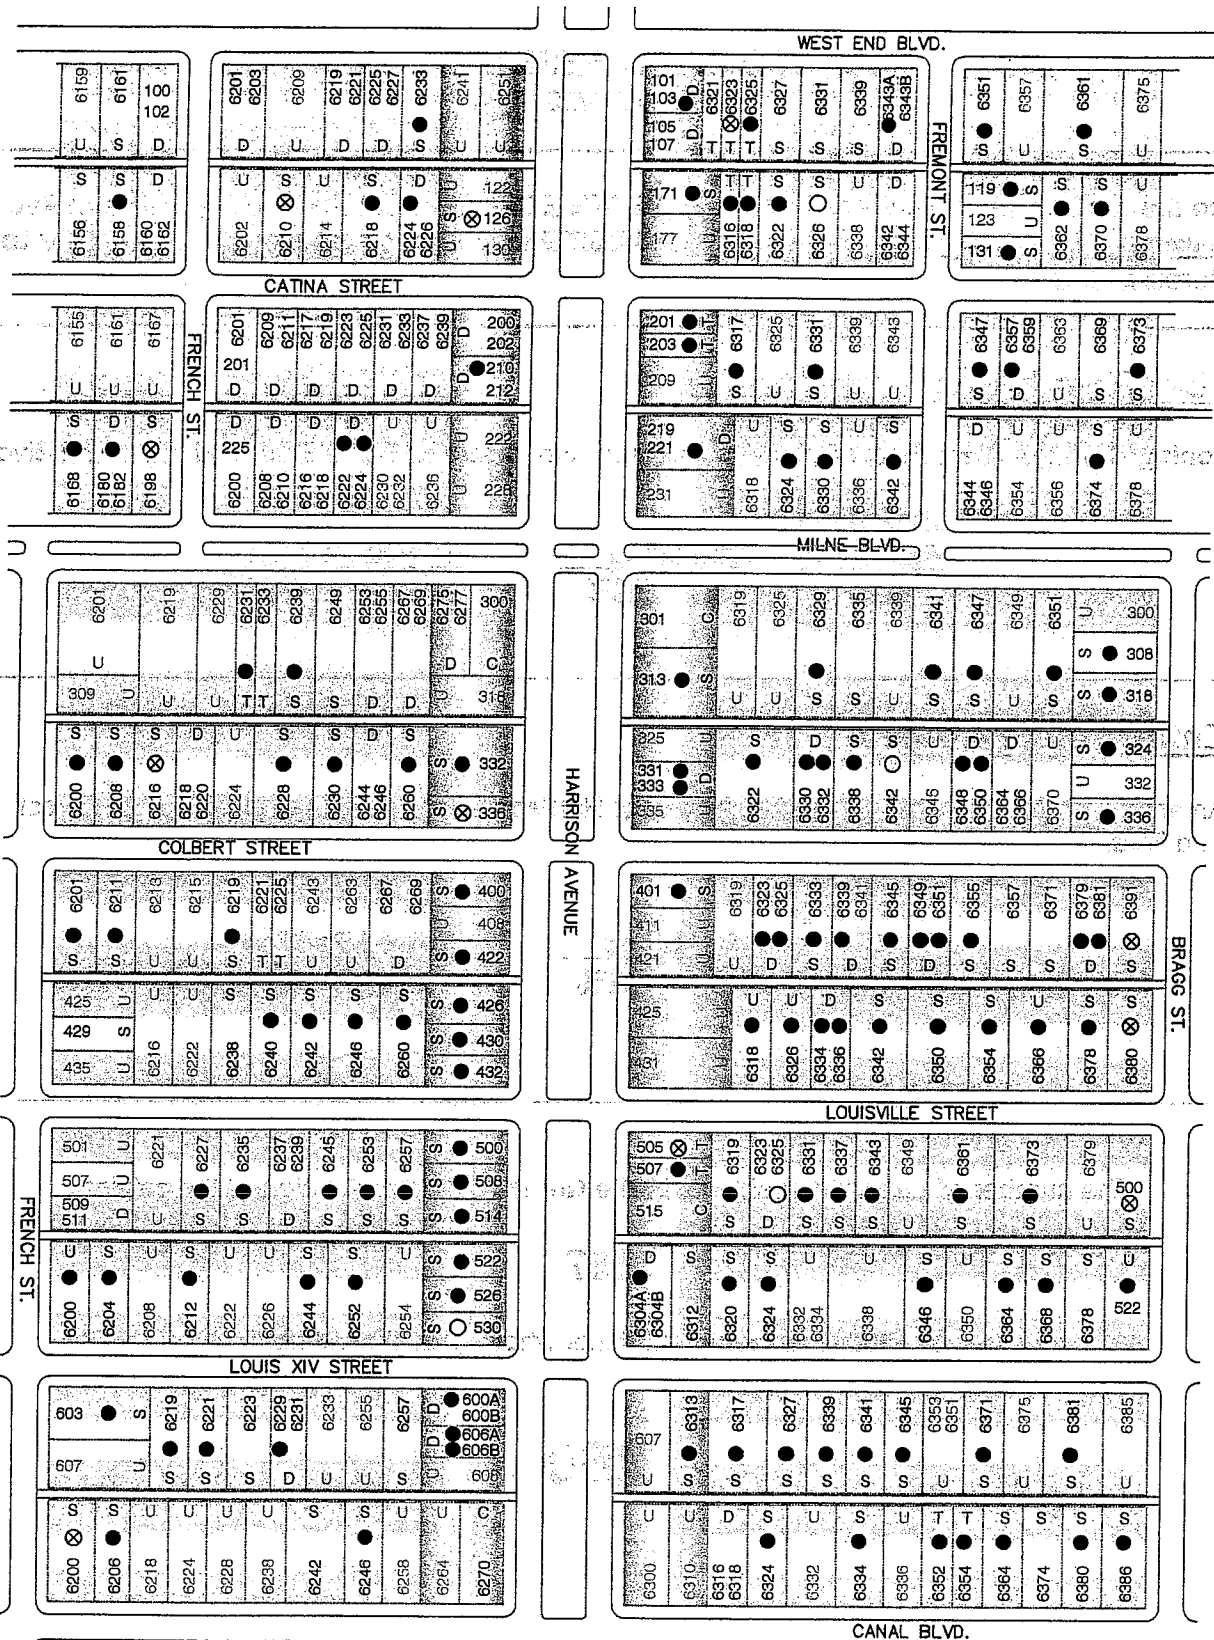 WEST END BLVD.
6159 6161 100 102
U S D
S S D
6156 6158 6160 6162
6201 6203 6209 6219 6221 6225 6227 6233 6241 6251
D U D D S U U
U S U S D U 122
S 126
U 130
6202 6210 6214 6218 6224 6226
101 103 D 6321 6323 6325 6327 6331 6339 6343A 6343B
105 107 D T T T S S S D
171 S T T S S U D
177 6316 6318 6322 6326 6338 6342 6344
FREMONT ST.
6351 6357 6361 6375
S U S U
119 S S S U
123 U
131 S 6362 6370 6378
CATINA STREET
6155 6161 6167
U U U
S D S
6168 6180 6182 6198
FRENCH ST.
6201 6209 6211 6217 6219 6223 6225 6231 6233 6237 6239 D 200 202
201 D 210 212
D D D D D D
D D D D U U U 222
225 U
6200 6208 6210 6216 6218 6222 6224 6230 6232 6236
201 T 6317 6325 6331 6339 6343
203 T
209 S U S U U
219 221 D U S S U S
231 U 6318 6324 6330 6336 6342
6347 6357 6359 6363 6369 6373
S D U S S
D U U S U
6344 6346 6354 6356 6374 6378
MILNE BLVD.
6201 6219 6229 6231 6233 6239 6249 6253 6255 6267 6269 6275 6277 300
U D C
309 U U U T T S S D D U 318
S S S D U S S D S S 332
6200 6208 6216 6218 6220 6224 6228 6230 6244 6246 6260 S 336
301 C 6319 6325 6329 6335 6339 6341 6347 6349 6351 U 300
S 308
313 S U U S S U S S U S S 318
325 U S D S S U D D U S 324
331 333 D U 332
335 U 6322 6330 6332 6338 6342 6345 6348 6350 6364 6366 6370 S 336
HARRISON AVENUE
COLBERT STREET
6201 6211 6213 6215 6219 6221 6225 6243 6263 6267 6269 S 400
U 408
S S U U S T T U U D S 422
425 U U U S S S S S S 426
429 S S 430
435 U 6216 6222 6238 6240 6242 6246 6260 S 432
401 S 6319 6323 6325 6333 6339 6341 6345 6349 6351 6355 6357 6371 6379 6381 6391
411 U
421 U U D S D S D S S S D S
425 U U U D S S S U S S
431 U 6318 6326 6334 6336 6342 6350 6354 6366 6378 6380
BRAGG ST.
LOUISVILLE STREET
501 U 6221 6227 6235 6237 6239 6245 6253 6257 S 500
507 U S 508
509 511 D U S S D S S S S 514
U S U S U U S S U S 522
S 526
6200 6204 6208 6212 6222 6226 6244 6252 6254 S 530
FRENCH ST.
505 T 6319 6323 6325 6331 6337 6343 6349 6361 6373 6379 500
507 T
515 C S D S S S U S S U S
D S S S U U S U S S S U
6304A 6304B 6312 6320 6324 6332 6334 6338 6346 6350 6364 6368 6378 522
LOUIS XIV STREET
603 S 6219 6221 6223 6229 6231 6233 6255 6257 D 600A 600B
D 606A 606B
607 U S S S D U U S U 608
S S U U U U S S U U C
6200 6206 6218 6224 6228 6238 6242 6246 6258 6264 6270
607 6313 6317 6327 6339 6341 6345 6353 6351 6371 6375 6381 6385
U S S S S S S U S U S U
U U D S U S U T T S S S S
6300 6310 6316 6318 6324 6332 6334 6336 6352 6354 6364 6374 6380 6386
CANAL BLVD.